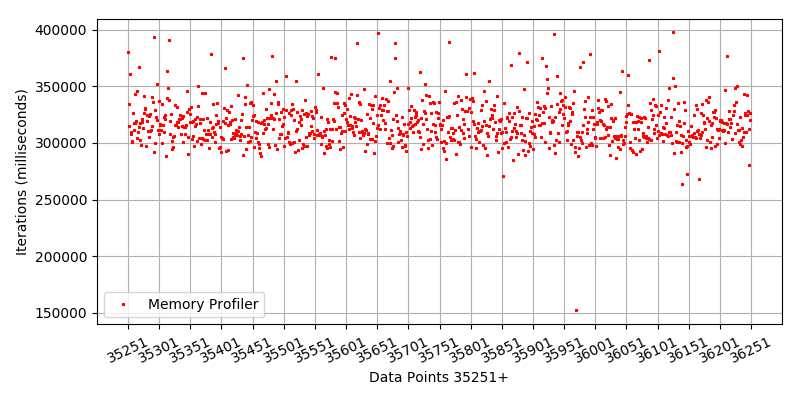 400000
350000
300000
250000
200000
150000
Iterations (milliseconds)
Memory Profiler
35251 35301 35351 35401 35451 35501 35551 35601 35651 35701 35751 35801 35851 35901 35951 36001 36051 36101 36151 36201 36251
Data Points 35251+